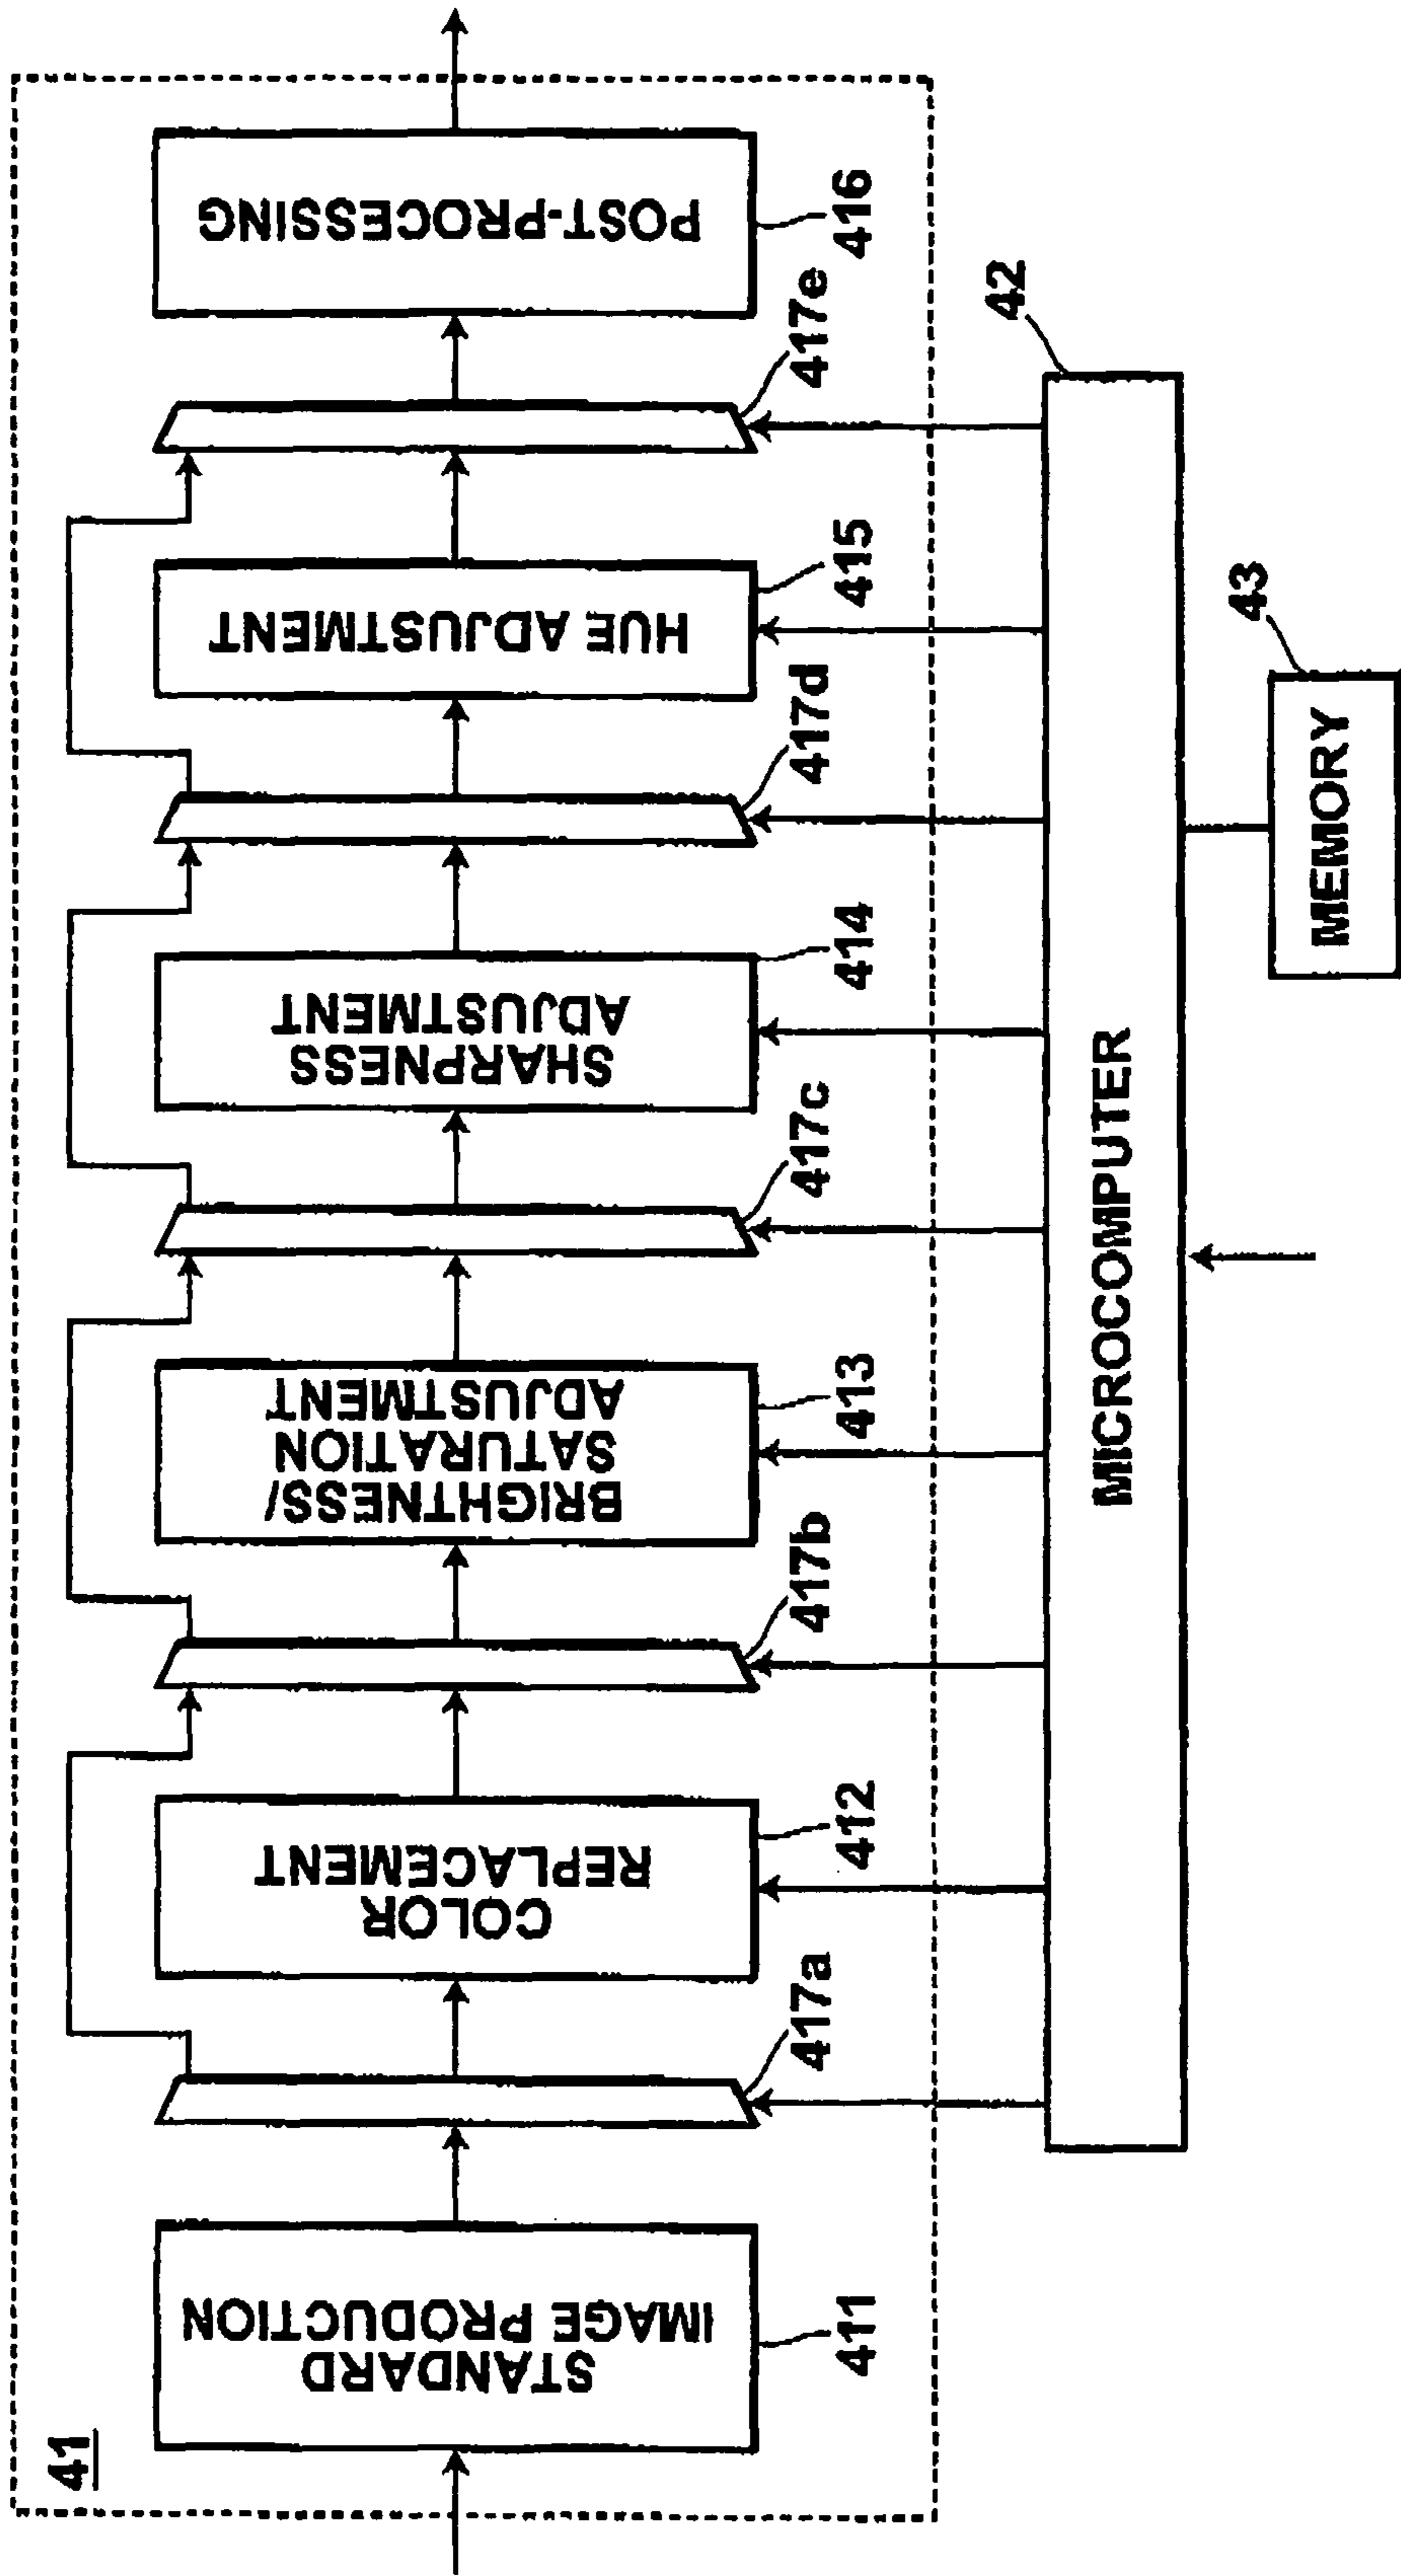 41
STANDARD
IMAGE PRODUCTION
411
417a
COLOR
REPLACEMENT
412
417b
BRIGHTNESS/
SATURATION
ADJUSTMENT
413
417c
SHARPNESS
ADJUSTMENT
414
417d
HUE ADJUSTMENT
415
417e
POST-PROCESSING
416
MICROCOMPUTER
42
MEMORY
43